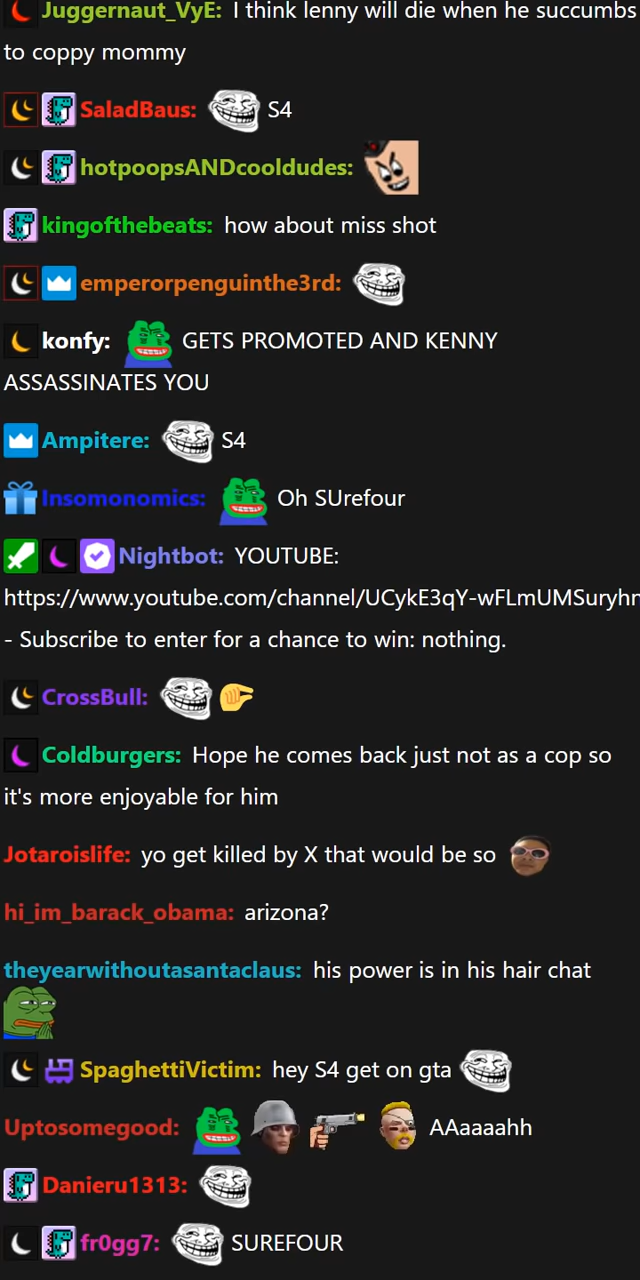 Juggernaut_VyE: I think lenny will die when he succumbs
to coppy mommy
SaladBaus: S4
hotpoopsANDcooldudes:
kingofthebeats: how about miss shot
emperorpenguinthe3rd:
konfy: GETS PROMOTED AND KENNY
ASSASSINATES YOU
Ampitere: S4
Insomonomics: Oh SUrefour
Nightbot: YOUTUBE:
https://www.youtube.com/channel/UCykE3qY-wFLmUMSuryhr
- Subscribe to enter for a chance to win: nothing.
CrossBull:
Coldburgers: Hope he comes back just not as a cop so
it's more enjoyable for him
Jotaroislife: yo get killed by X that would be so
hi_im_barack_obama: arizona?
theyearwithoutasantaclaus: his power is in his hair chat
SpaghettiVictim: hey S4 get on gta
Uptosomegood: AAaaaahh
Danieru1313:
fr0gg7: SUREFOUR